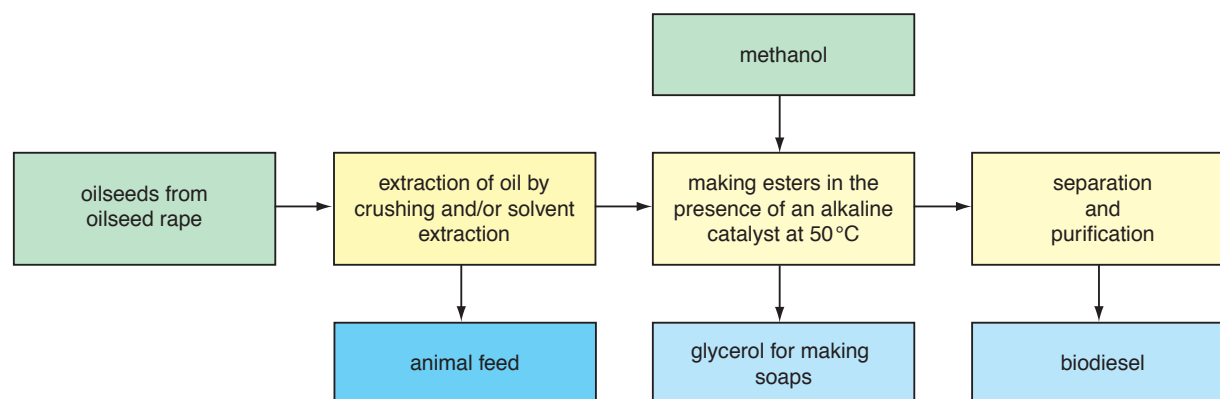 methanol
oilseeds from
oilseed rape
extraction of oil by
crushing and/or solvent
extraction
making esters in the
presence of an alkaline
catalyst at 50°C
separation
and
purification
animal feed
glycerol for making
soaps
biodiesel